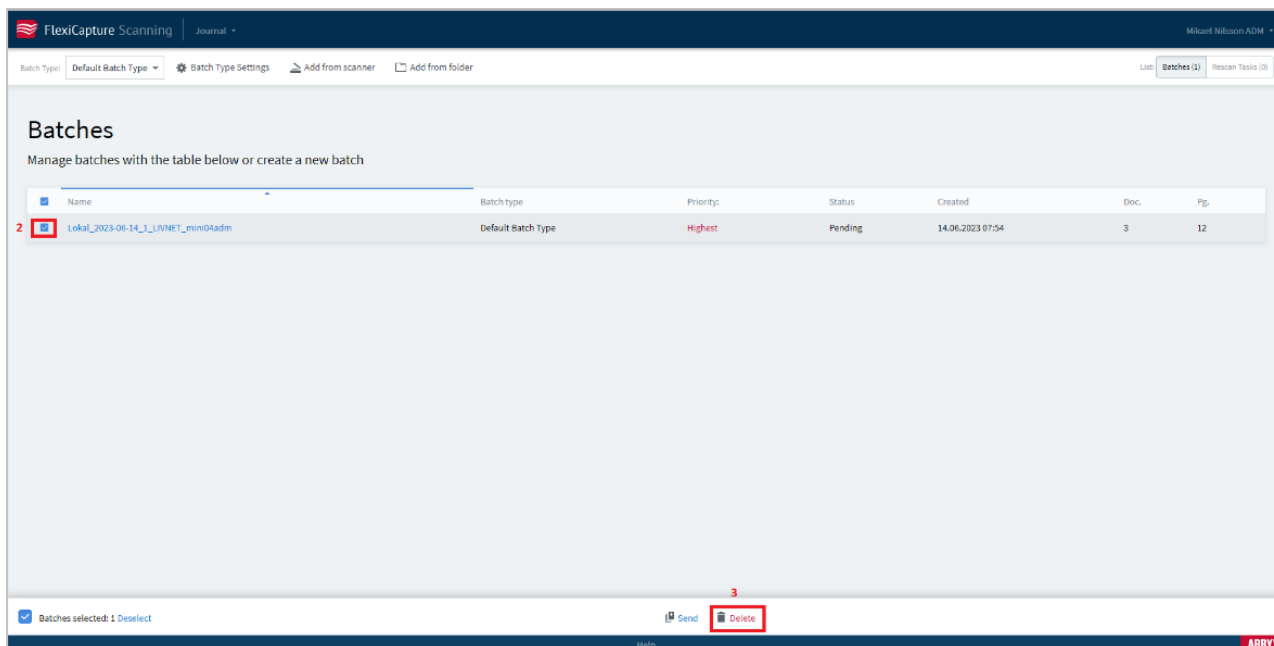 FlexiCapture Scanning Journal Mikael Nilsson ADM
Batch Type: Default Batch Type Batch Type Settings Add from scanner Add from folder List: Batches (1) Rescan Tasks (0)
Batches
Manage batches with the table below or create a new batch
Name Batch type Priority: Status Created Doc. Pg.
2 Lokal_2023-06-14_1_LIVNET_mini04adm Default Batch Type Highest Pending 14.06.2023 07:54 3 12
3
Batches selected: 1 Deselect Send Delete
Help ABBY